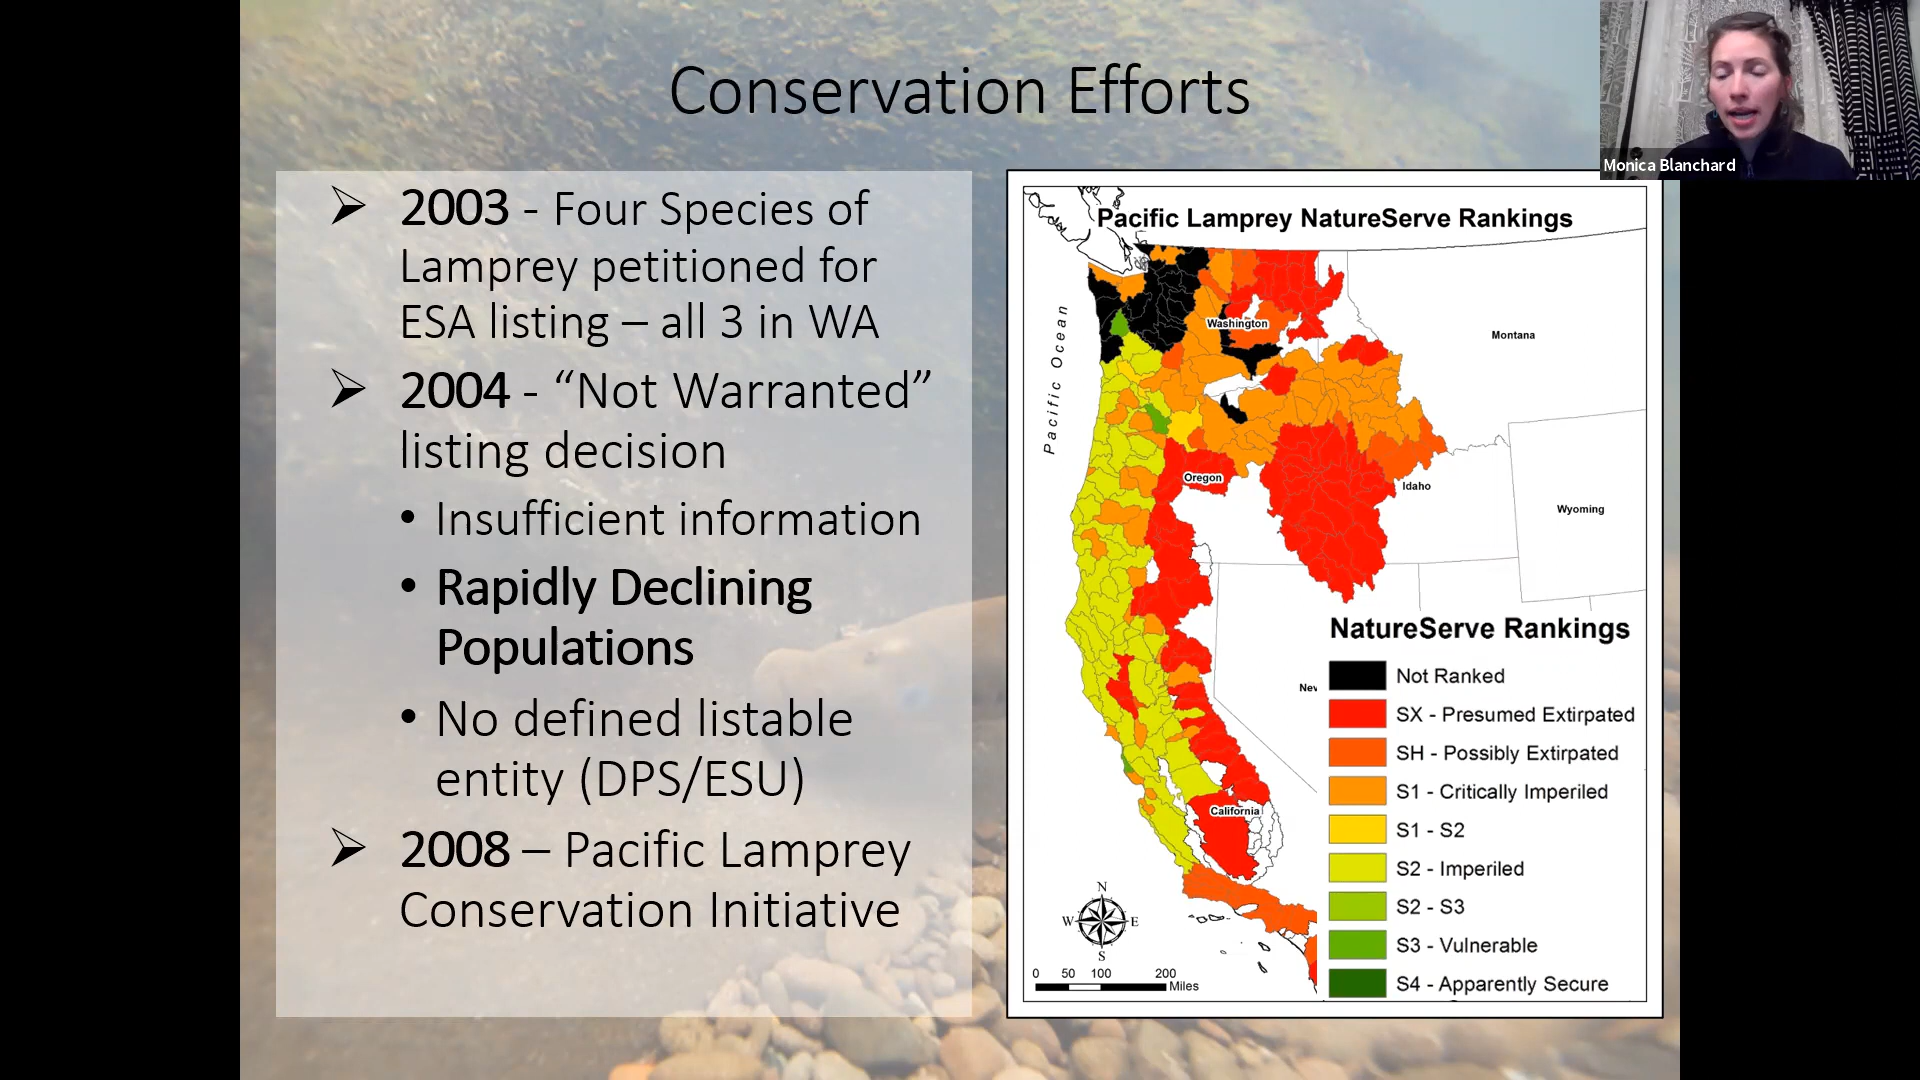 Conservation Efforts
Monica Blanchard
➢ 2003 - Four Species of
Lamprey petitioned for
ESA listing – all 3 in WA
➢ 2004 - “Not Warranted”
listing decision
• Insufficient information
• Rapidly Declining
Populations
• No defined listable
entity (DPS/ESU)
➢ 2008 – Pacific Lamprey
Conservation Initiative
Pacific Lamprey NatureServe Rankings
Pacific Ocean
Washington
Montana
Oregon
Idaho
Wyoming
Nev
California
NatureServe Rankings
Not Ranked
SX - Presumed Extirpated
SH - Possibly Extirpated
S1 - Critically Imperiled
S1 - S2
S2 - Imperiled
S2 - S3
S3 - Vulnerable
S4 - Apparently Secure
N
W E
S
0 50 100 200
Miles